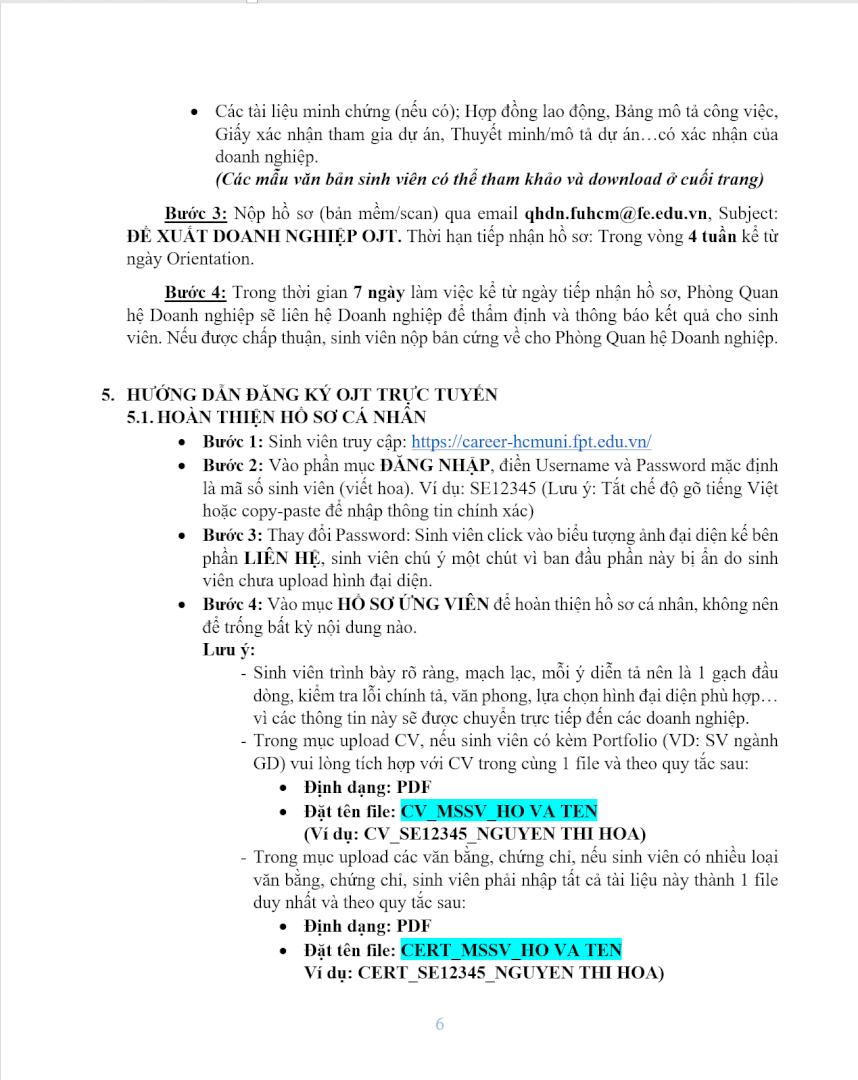 • Các tài liệu minh chứng (nếu có); Hợp đồng lao động, Bảng mô tả công việc,
Giấy xác nhận tham gia dự án, Thuyết minh/mô tả dự án…có xác nhận của
doanh nghiệp.
(Các mẫu văn bản sinh viên có thể tham khảo và download ở cuối trang)
Bước 3: Nộp hồ sơ (bản mềm/scan) qua email qhdn.fuhcm@fe.edu.vn, Subject:
ĐỀ XUẤT DOANH NGHIỆP OJT. Thời hạn tiếp nhận hồ sơ: Trong vòng 4 tuần kể từ
ngày Orientation.
Bước 4: Trong thời gian 7 ngày làm việc kể từ ngày tiếp nhận hồ sơ, Phòng Quan
hệ Doanh nghiệp sẽ liên hệ Doanh nghiệp để thẩm định và thông báo kết quả cho sinh
viên. Nếu được chấp thuận, sinh viên nộp bản cứng về cho Phòng Quan hệ Doanh nghiệp.
5. HƯỚNG DẪN ĐĂNG KÝ OJT TRỰC TUYẾN
5.1. HOÀN THIỆN HỒ SƠ CÁ NHÂN
• Bước 1: Sinh viên truy cập: https://career-hcmuni.fpt.edu.vn/
• Bước 2: Vào phần mục ĐĂNG NHẬP, điền Username và Password mặc định
là mã số sinh viên (viết hoa). Ví dụ: SE12345 (Lưu ý: Tắt chế độ gõ tiếng Việt
hoặc copy-paste để nhập thông tin chính xác)
• Bước 3: Thay đổi Password: Sinh viên click vào biểu tượng ảnh đại diện kế bên
phần LIÊN HỆ, sinh viên chú ý một chút vì ban đầu phần này bị ẩn do sinh
viên chưa upload hình đại diện.
• Bước 4: Vào mục HỒ SƠ ỨNG VIÊN để hoàn thiện hồ sơ cá nhân, không nên
để trống bất kỳ nội dung nào.
Lưu ý:
- Sinh viên trình bày rõ ràng, mạch lạc, mỗi ý diễn tả nên là 1 gạch đầu
dòng, kiểm tra lỗi chính tả, văn phong, lựa chọn hình đại diện phù hợp…
vì các thông tin này sẽ được chuyển trực tiếp đến các doanh nghiệp.
- Trong mục upload CV, nếu sinh viên có kèm Portfolio (VD: SV ngành
GD) vui lòng tích hợp với CV trong cùng 1 file và theo quy tắc sau:
• Định dạng: PDF
• Đặt tên file: CV_MSSV_HO VA TEN
(Ví dụ: CV_SE12345_NGUYEN THI HOA)
- Trong mục upload các văn bằng, chứng chỉ, nếu sinh viên có nhiều loại
văn bằng, chứng chỉ, sinh viên phải nhập tất cả tài liệu này thành 1 file
duy nhất và theo quy tắc sau:
• Định dạng: PDF
• Đặt tên file: CERT_MSSV_HO VA TEN
Ví dụ: CERT_SE12345_NGUYEN THI HOA)
6